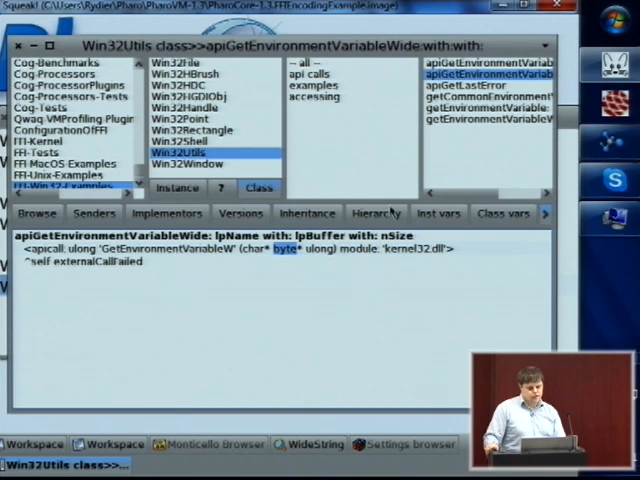 Squeak! (C:\Users\Rydier\PharoVM-1.3\PharoCore-1.3.FFIEncodingExample.image)
Win32Utils class>>apiGetEnvironmentVariableWide:with:with:
Cog-Benchmarks
Cog-Processors
Cog-ProcessorPlugins
Cog-Processors-Tests
Cog-Tests
Qwaq-VMProfiling-Plugin
ConfigurationOfFFI
FFI-Kernel
FFI-Tests
FFI-MacOS-Examples
FFI-Unix-Examples
FFI-Win32-Examples
Win32File
Win32HBrush
Win32HDC
Win32HGDIObj
Win32Handle
Win32Point
Win32Rectangle
Win32Shell
Win32Utils
Win32Window
Instance ? Class
-- all --
api calls
examples
accessing
apiGetEnvironmentVariab
apiGetEnvironmentVariab
apiGetLastError
getCommonEnvironment
getEnvironmentVariable:
getEnvironmentVariableW
Browse Senders Implementors Versions Inheritance Hierarchy Inst vars Class vars
apiGetEnvironmentVariableWide: lpName with: lpBuffer with: nSize
<apicall: ulong 'GetEnvironmentVariableW' (char* byte* ulong) module: 'kernel32.dll'>
^self externalCallFailed
Workspace Workspace Monticello Browser WideString Settings browser
Win32Utils class>>...